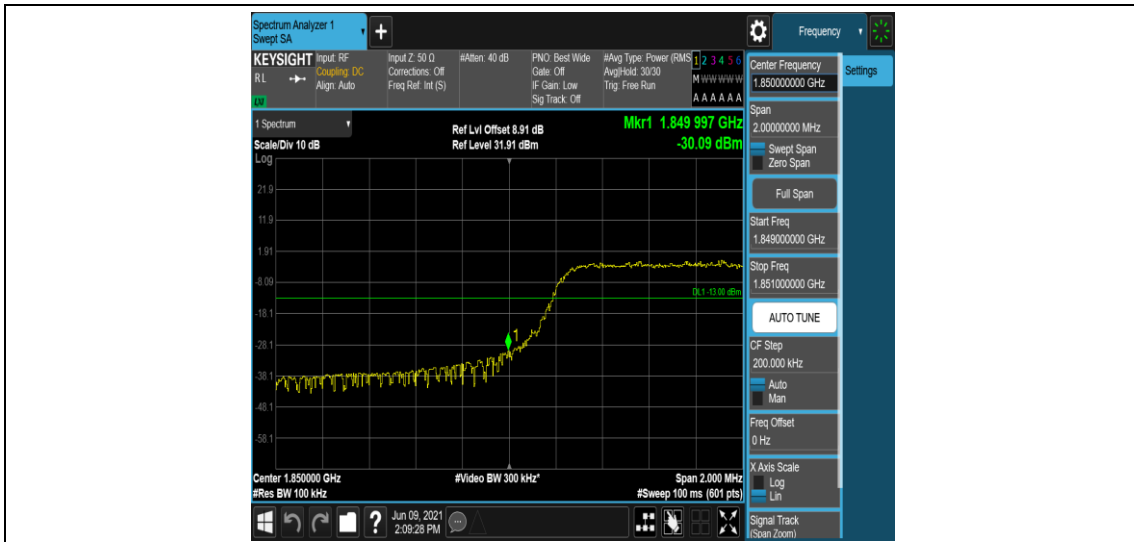 Spectrum Analyzer 1
Swept SA
Frequency
KEYSIGHT
RL
LXI
Input: RF
Coupling: DC
Align: Auto
Input Z: 50 Ω
Corrections: Off
Freq Ref: Int (S)
#Atten: 40 dB
PNO: Best Wide
Gate: Off
IF Gain: Low
Sig Track: Off
#Avg Type: Power (RMS
Avg|Hold: 30/30
Trig: Free Run
1 2 3 4 5 6
M W W W W W
A A A A A A
1 Spectrum
Scale/Div 10 dB
Log
Ref Lvl Offset 8.91 dB
Ref Level 31.91 dBm
Mkr1 1.849 997 GHz
-30.09 dBm
21.9
11.9
1.91
-8.09
-18.1
-28.1
-38.1
-48.1
-58.1
DL1 -13.00 dBm
1
Center 1.850000 GHz
#Res BW 100 kHz
#Video BW 300 kHz*
Span 2.000 MHz
#Sweep 100 ms (601 pts)
Center Frequency
1.850000000 GHz
Settings
Span
2.00000000 MHz
Swept Span
Zero Span
Full Span
Start Freq
1.849000000 GHz
Stop Freq
1.851000000 GHz
AUTO TUNE
CF Step
200.000 kHz
Auto
Man
Freq Offset
0 Hz
X Axis Scale
Log
Lin
Signal Track
(Span Zoom)
?
Jun 09, 2021
2:09:28 PM